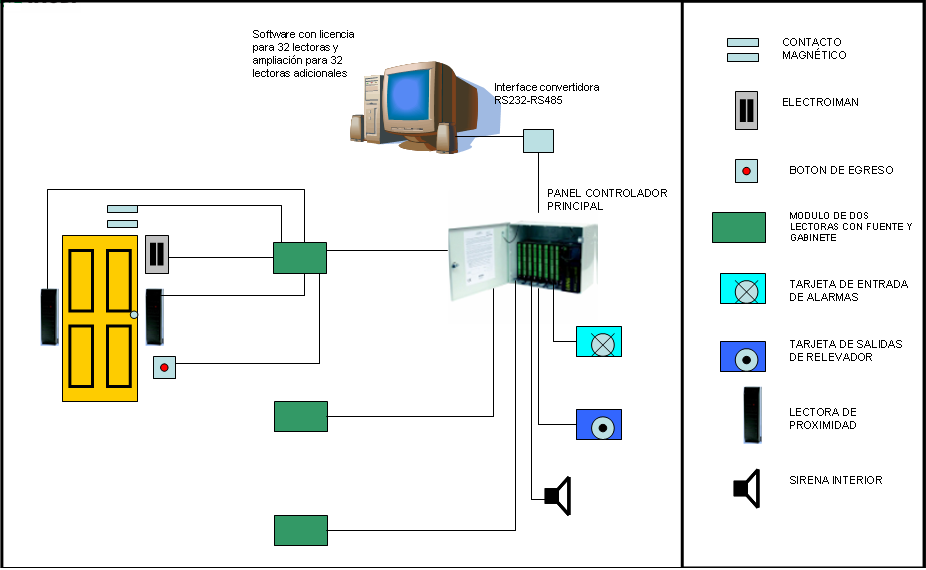 Software con licencia
para 32 lectoras y
ampliación para 32
lectoras adicionales
Interface convertidora
RS232-RS485
PANEL CONTROLADOR
PRINCIPAL
CONTACTO
MAGNÉTICO
ELECTROIMAN
BOTON DE EGRESO
MODULO DE DOS
LECTORAS CON FUENTE Y
GABINETE
TARJETA DE ENTRADA
DE ALARMAS
TARJETA DE SALIDAS
DE RELEVADOR
LECTORA DE
PROXIMIDAD
SIRENA INTERIOR